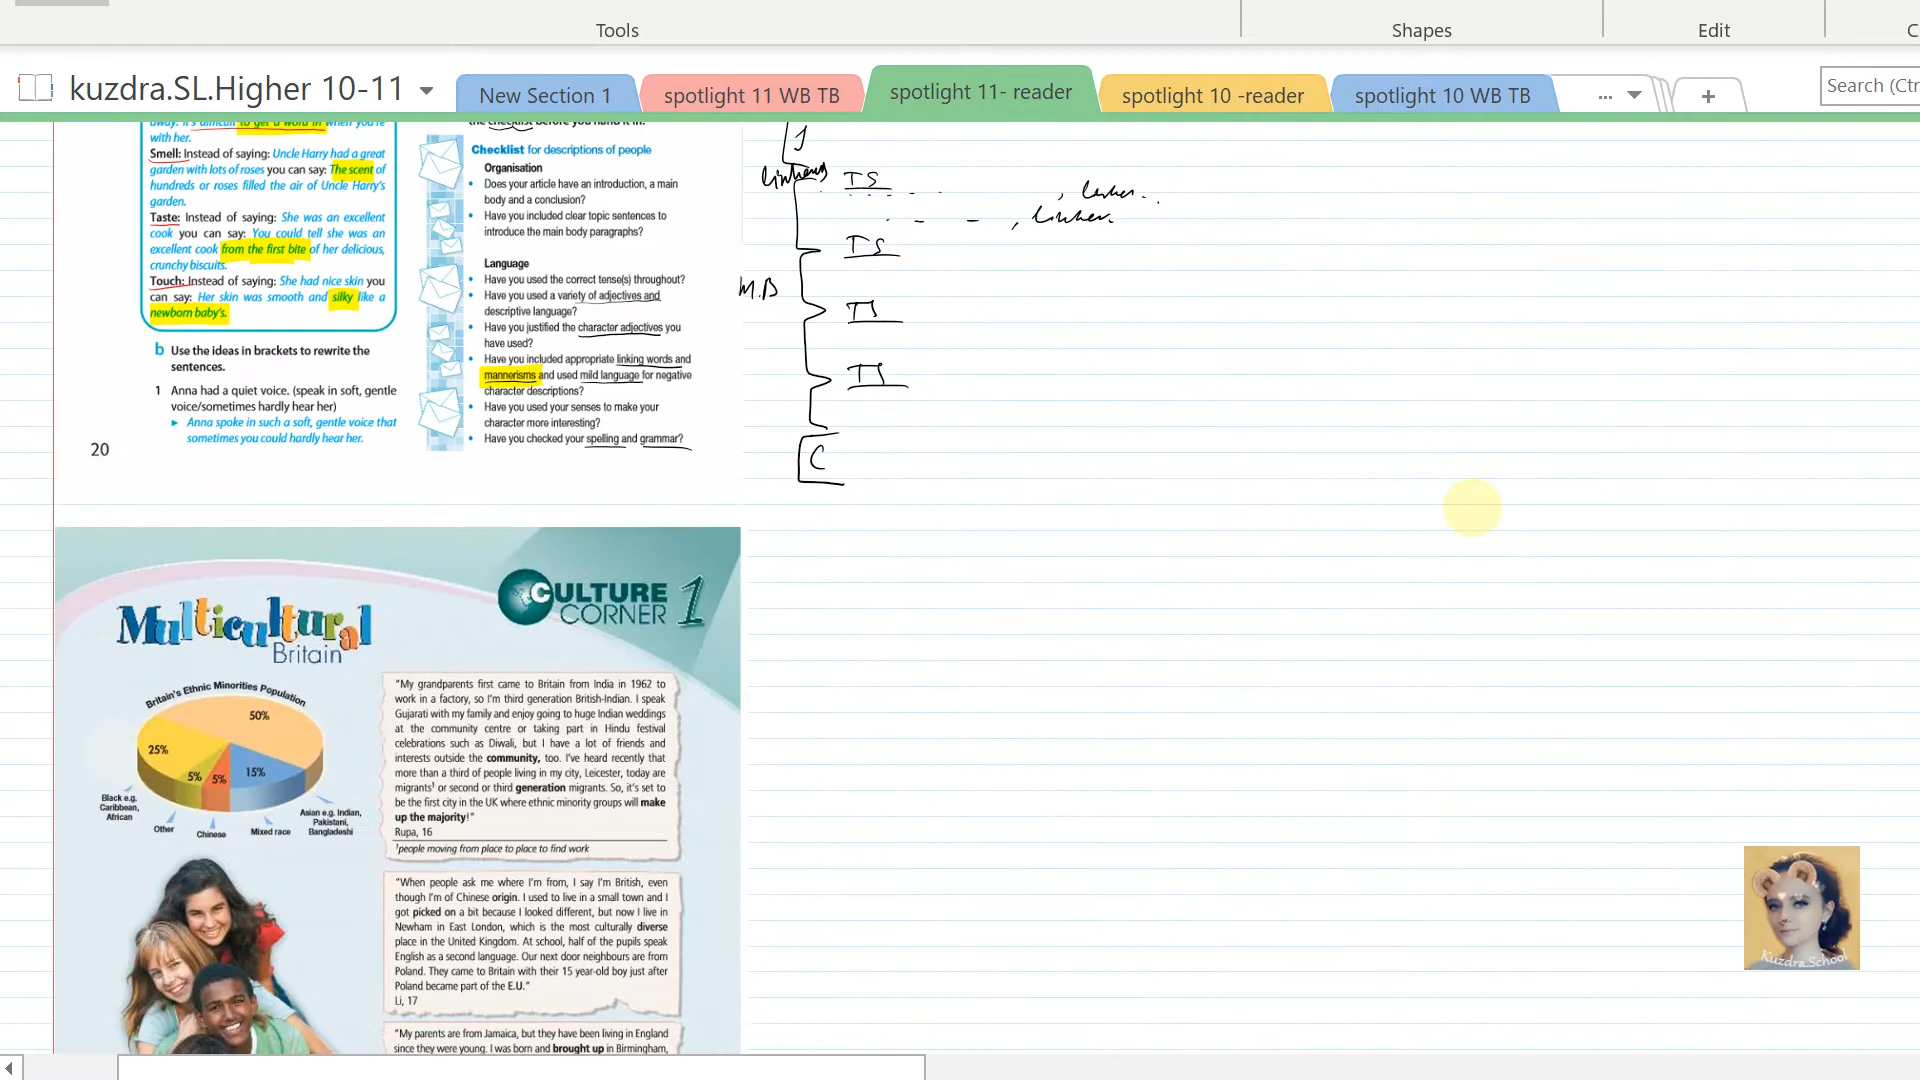 Tools
Shapes
Edit
kuzdra.SL.Higher 10-11
New Section 1
spotlight 11 WB TB
spotlight 11- reader
spotlight 10 -reader
spotlight 10 WB TB
...
+
Search (Ctr
away. It's difficult to get a word in when you're
with her.
Smell: Instead of saying: Uncle Harry had a great
garden with lots of roses you can say: The scent of
hundreds or roses filled the air of Uncle Harry's
garden.
Taste: Instead of saying: She was an excellent
cook you can say: You could tell she was an
excellent cook from the first bite of her delicious,
crunchy biscuits.
Touch: Instead of saying: She had nice skin you
can say: Her skin was smooth and silky like a
newborn baby's.
b Use the ideas in brackets to rewrite the
sentences.
1 Anna had a quiet voice. (speak in soft, gentle
voice/sometimes hardly hear her)
► Anna spoke in such a soft, gentle voice that
sometimes you could hardly hear her.
20
the checklist before you hand it in.
Checklist for descriptions of people
Organisation
• Does your article have an introduction, a main
body and a conclusion?
• Have you included clear topic sentences to
introduce the main body paragraphs?
Language
• Have you used the correct tense(s) throughout?
• Have you used a variety of adjectives and
descriptive language?
• Have you justified the character adjectives you
have used?
• Have you included appropriate linking words and
mannerisms and used mild language for negative
character descriptions?
• Have you used your senses to make your
character more interesting?
• Have you checked your spelling and grammar?
TS
, linker.
TS
M.B
TS
TS
C
CULTURE
CORNER 1
Multicultural
Britain
Britain's Ethnic Minorities Population
50%
25%
5%
5%
15%
Black e.g.
Caribbean,
African
Other
Chinese
Mixed race
Asian e.g. Indian,
Pakistani,
Bangladeshi
"My grandparents first came to Britain from India in 1962 to
work in a factory, so I'm third generation British-Indian. I speak
Gujarati with my family and enjoy going to huge Indian weddings
at the community centre or taking part in Hindu festival
celebrations such as Diwali, but I have a lot of friends and
interests outside the community, too. I've heard recently that
more than a third of people living in my city, Leicester, today are
migrants¹ or second or third generation migrants. So, it's set to
be the first city in the UK where ethnic minority groups will make
up the majority!"
Rupa, 16
¹people moving from place to place to find work
"When people ask me where I'm from, I say I'm British, even
though I'm of Chinese origin. I used to live in a small town and I
got picked on a bit because I looked different, but now I live in
Newham in East London, which is the most culturally diverse
place in the United Kingdom. At school, half of the pupils speak
English as a second language. Our next door neighbours are from
Poland. They came to Britain with their 15 year-old boy just after
Poland became part of the E.U."
Li, 17
"My parents are from Jamaica, but they have been living in England
since they were young. I was born and brought up in Birmingham,
Kuzdra.School